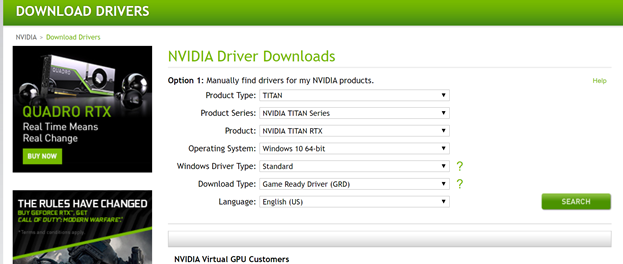 DOWNLOAD DRIVERS
NVIDIA > Download Drivers
QUADRO
QUADRO RTX
Real Time Means
Real Change
BUY NOW
THE RULES HAVE CHANGED
BUY GEFORCE RTX™, GET
CALL OF DUTY®: MODERN WARFARE®.*
*Terms and conditions apply.
NVIDIA Driver Downloads
Option 1: Manually find drivers for my NVIDIA products.
Help
Product Type: TITAN
Product Series: NVIDIA TITAN Series
Product: NVIDIA TITAN RTX
Operating System: Windows 10 64-bit
Windows Driver Type: Standard ?
Download Type: Game Ready Driver (GRD) ?
Language: English (US)
SEARCH
NVIDIA Virtual GPU Customers